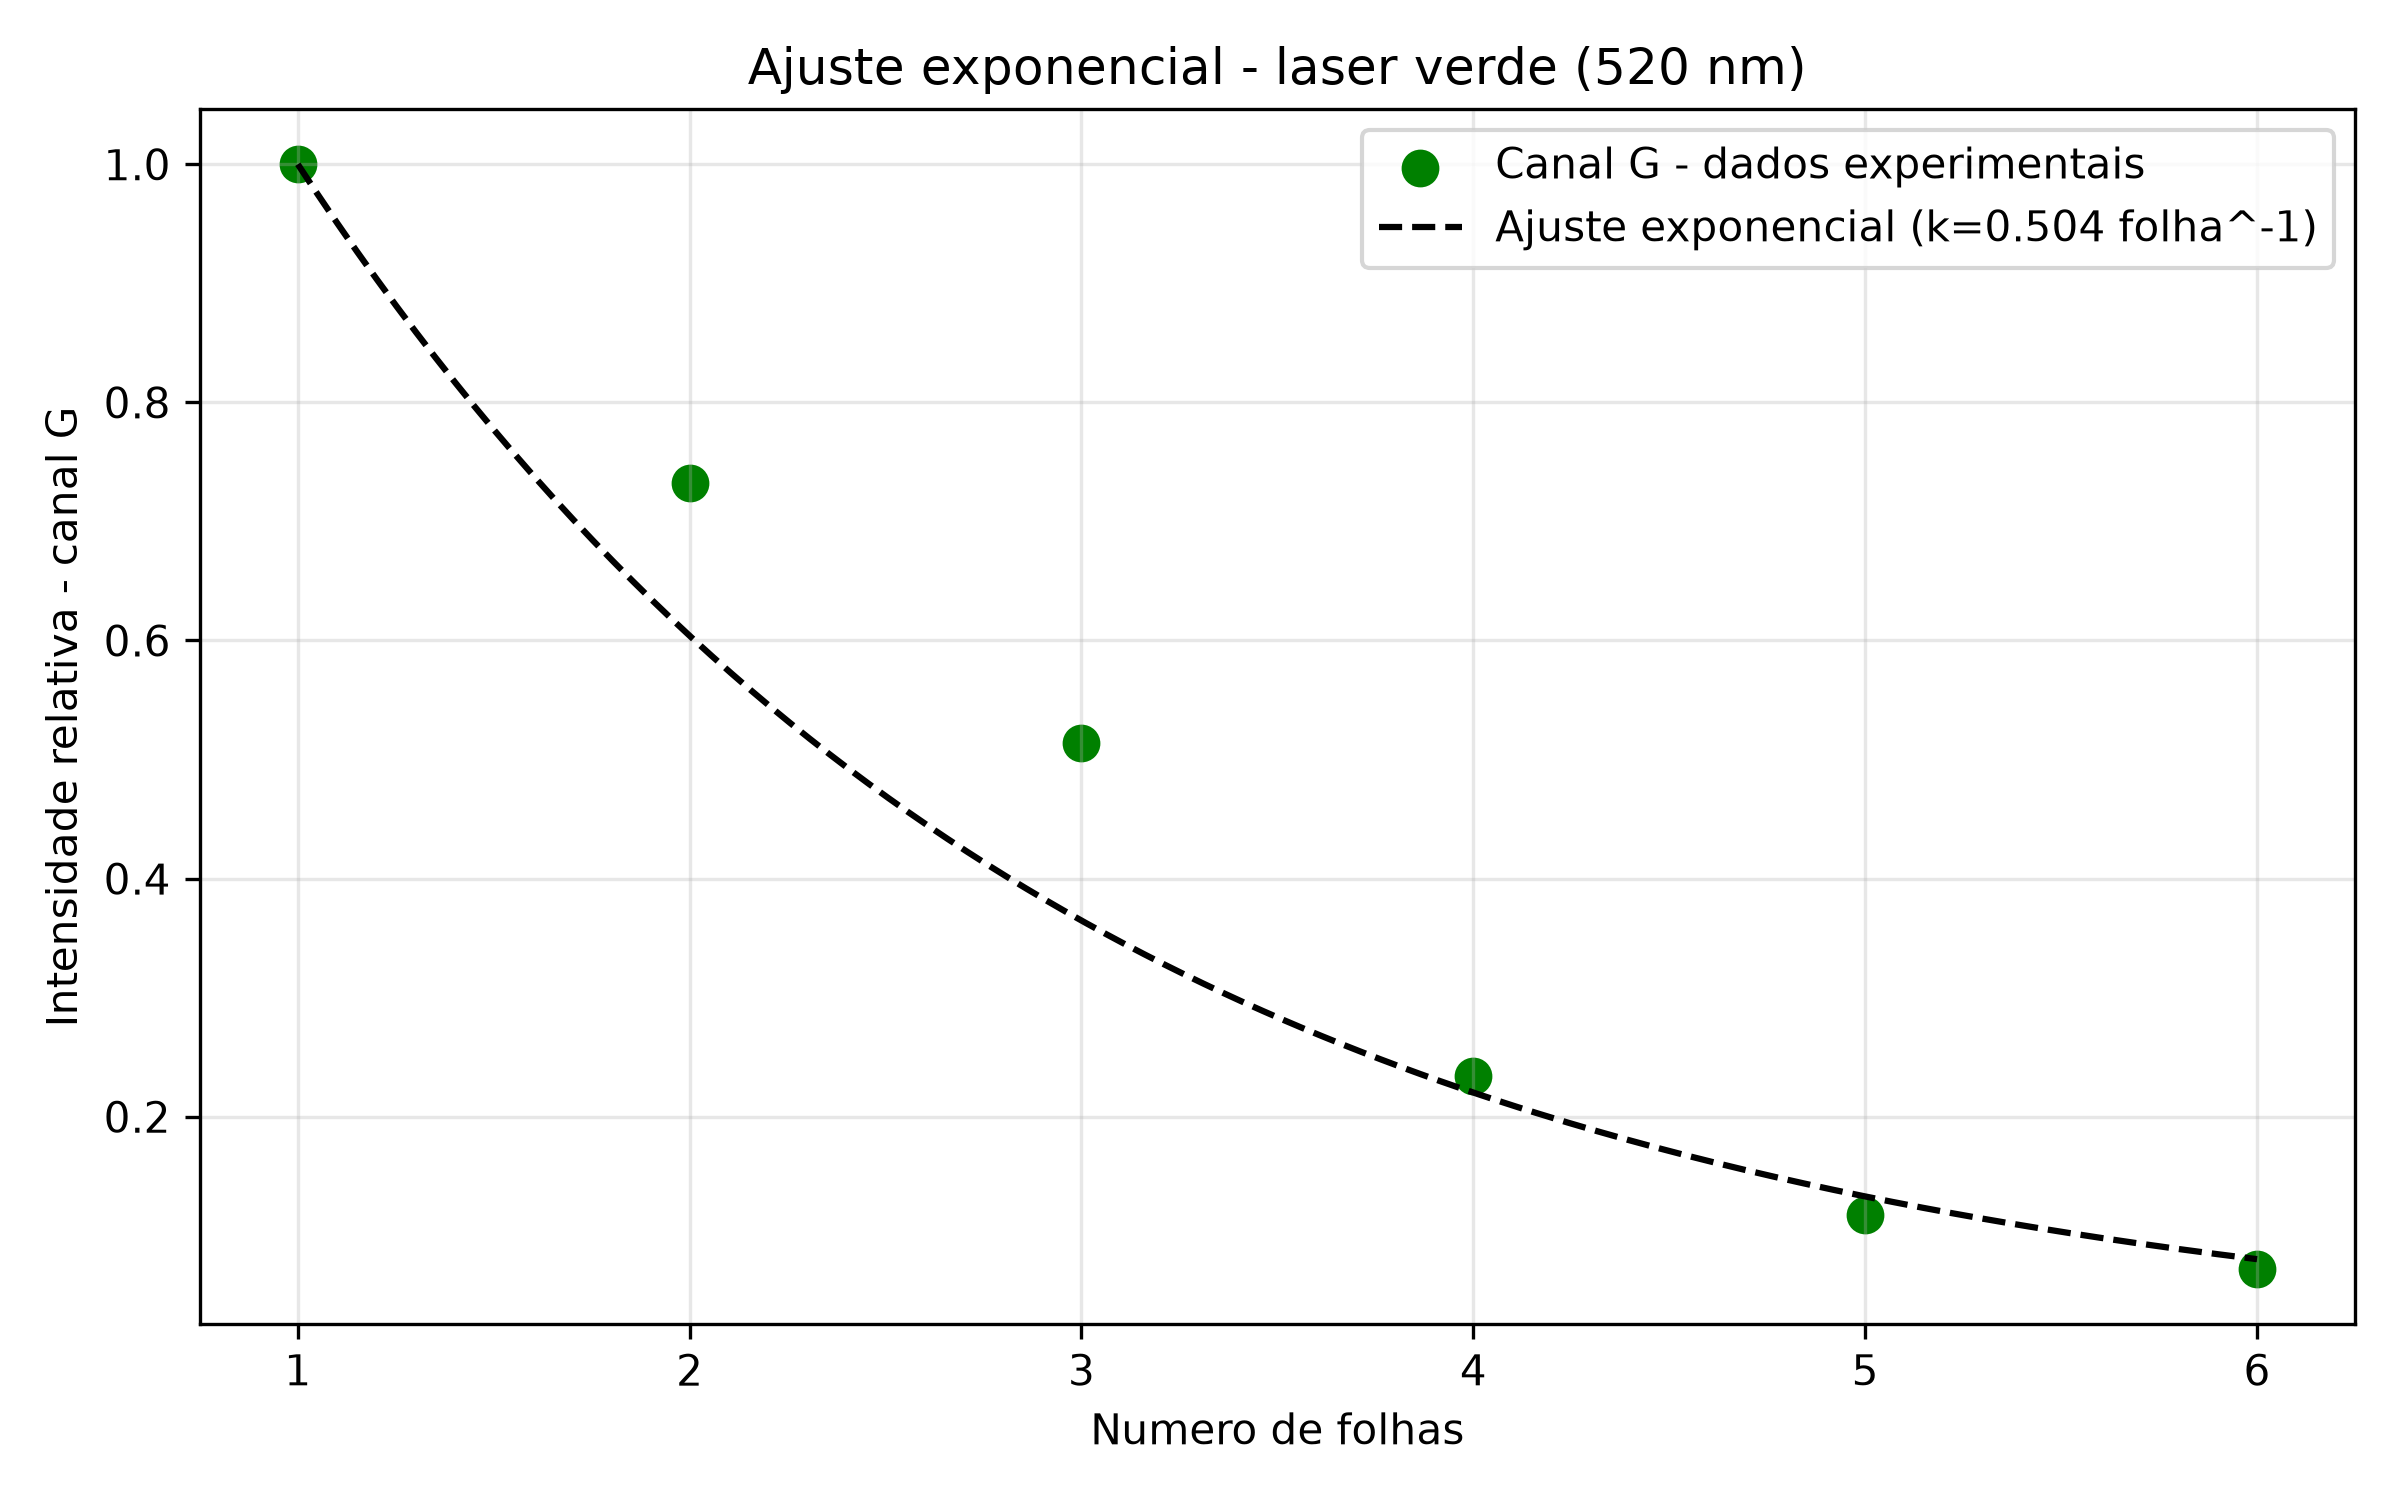 Ajuste exponencial - laser verde (520 nm)
Canal G - dados experimentais
Ajuste exponencial (k=0.504 folha^-1)
Intensidade relativa - canal G
1.0
0.8
0.6
0.4
0.2
1 2 3 4 5 6
Numero de folhas